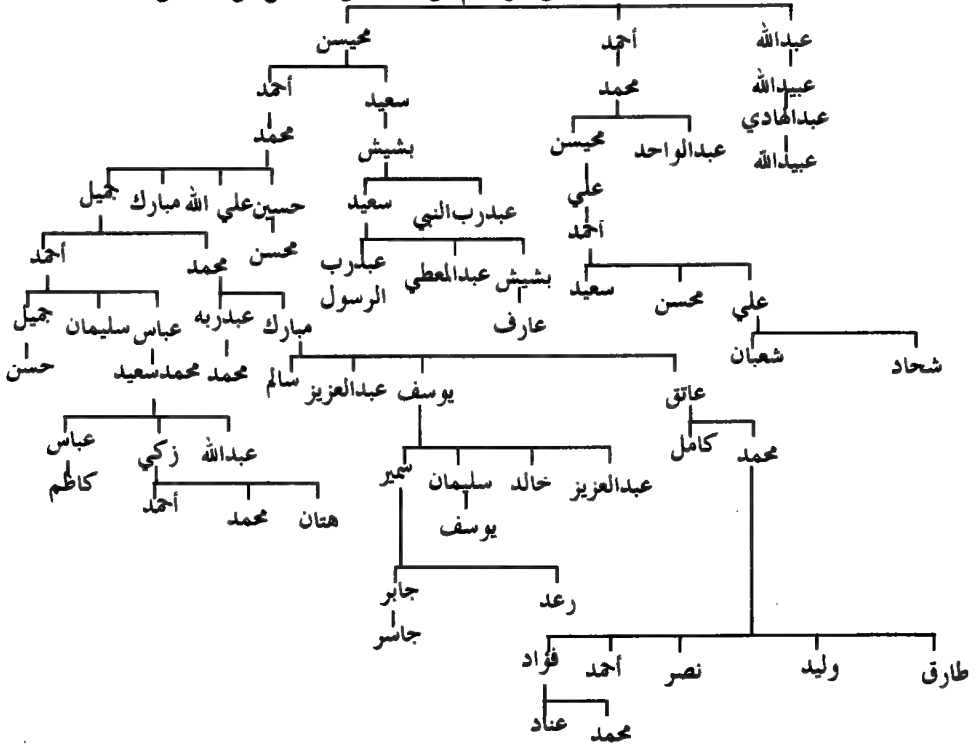 عبدالله أحمد محيسن
عبيدالله محمد سعيد أحمد
عبدالهادي عبدالواحد محيسن بشيش محمد
عبيدالله علي عبدرب النبي سعيد حسين علي الله مبارك جميل
أحمد بشيش عبدالمعطي عبدرب الرسول محسن محمد أحمد
علي محسن سعيد عارف مبارك عبدربه عباس سليمان جميل
شحاد شعبان عاتق يوسف عبدالعزيز سالم محمد محمدسعيد حسن
محمد كامل عبدالله زكي عباس
عبدالعزيز خالد سليمان سمير هتان محمد أحمد كاظم
يوسف
رعد جابر
جاسر
طارق وليد نصر أحمد فؤاد
محمد عناد